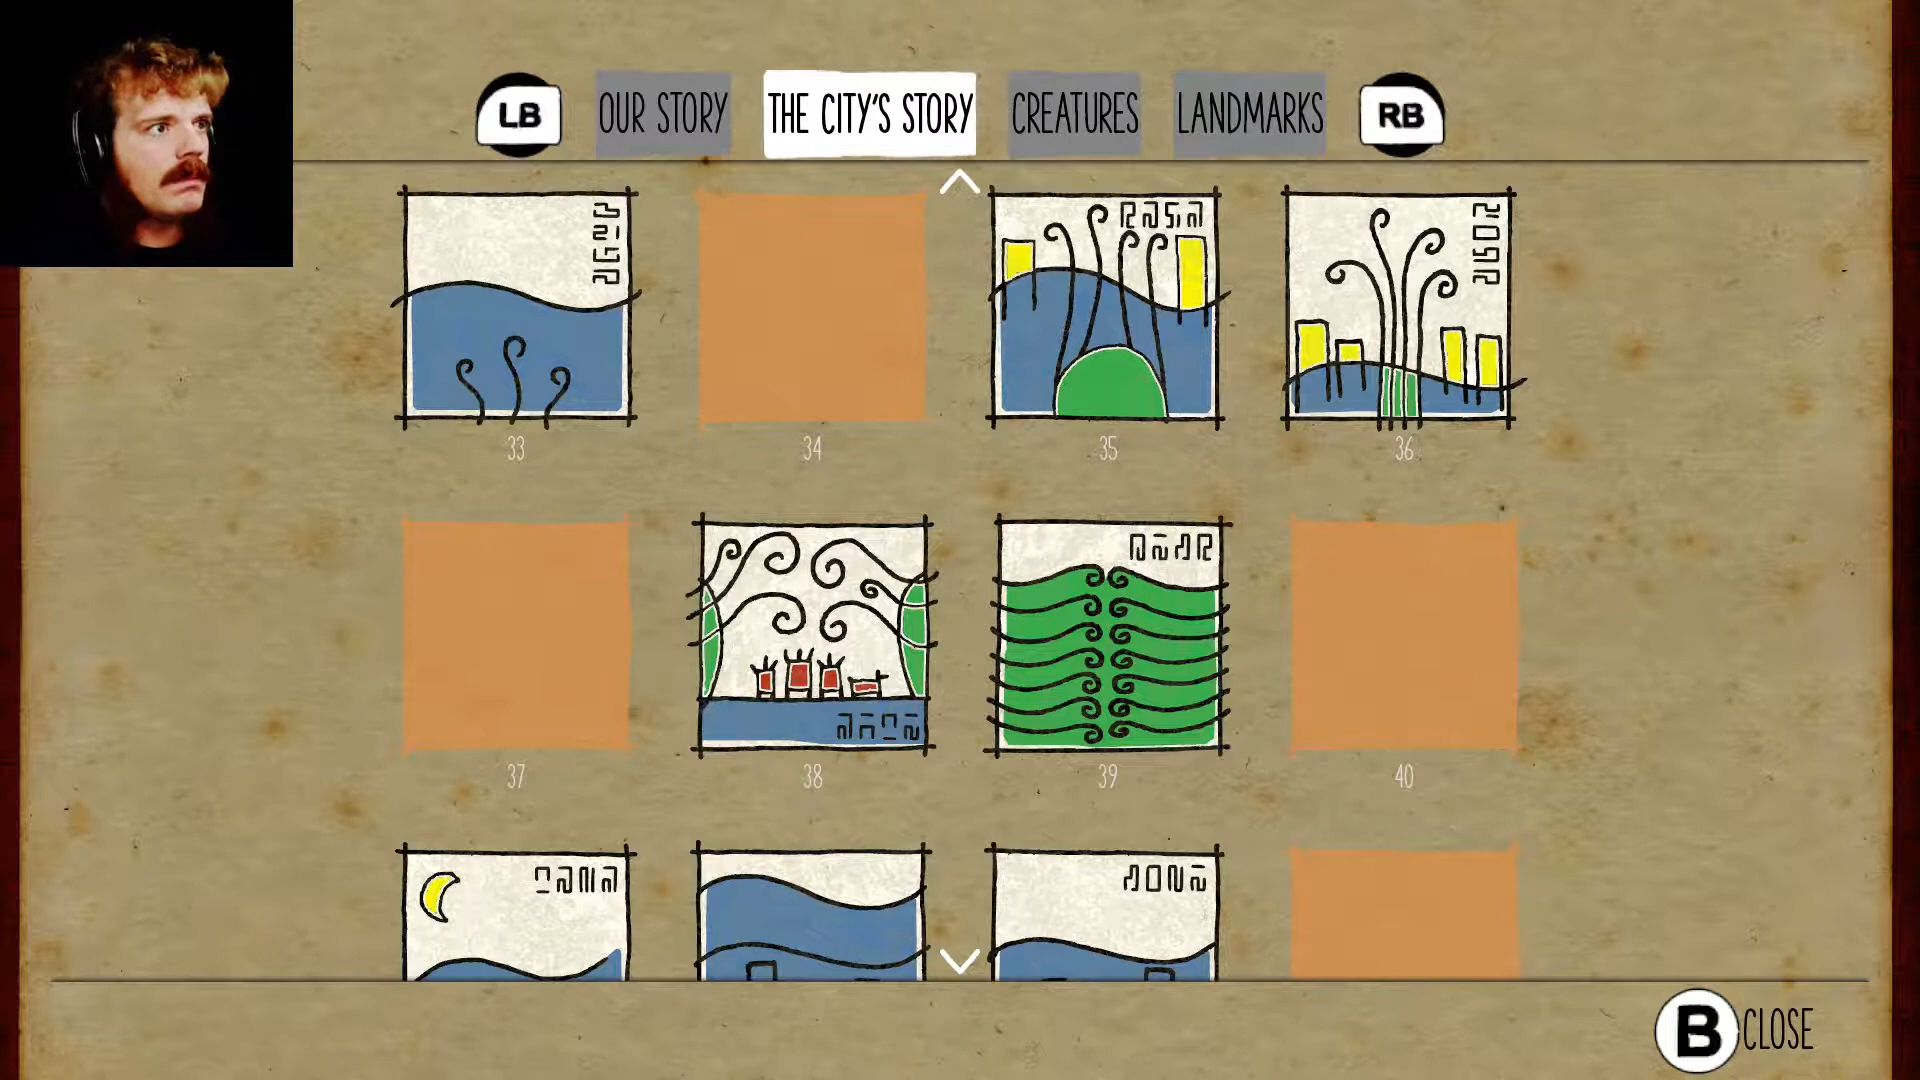 LB OUR STORY THE CITY'S STORY CREATURES LANDMARKS RB
33 34 35 36
37 38 39 40
B CLOSE